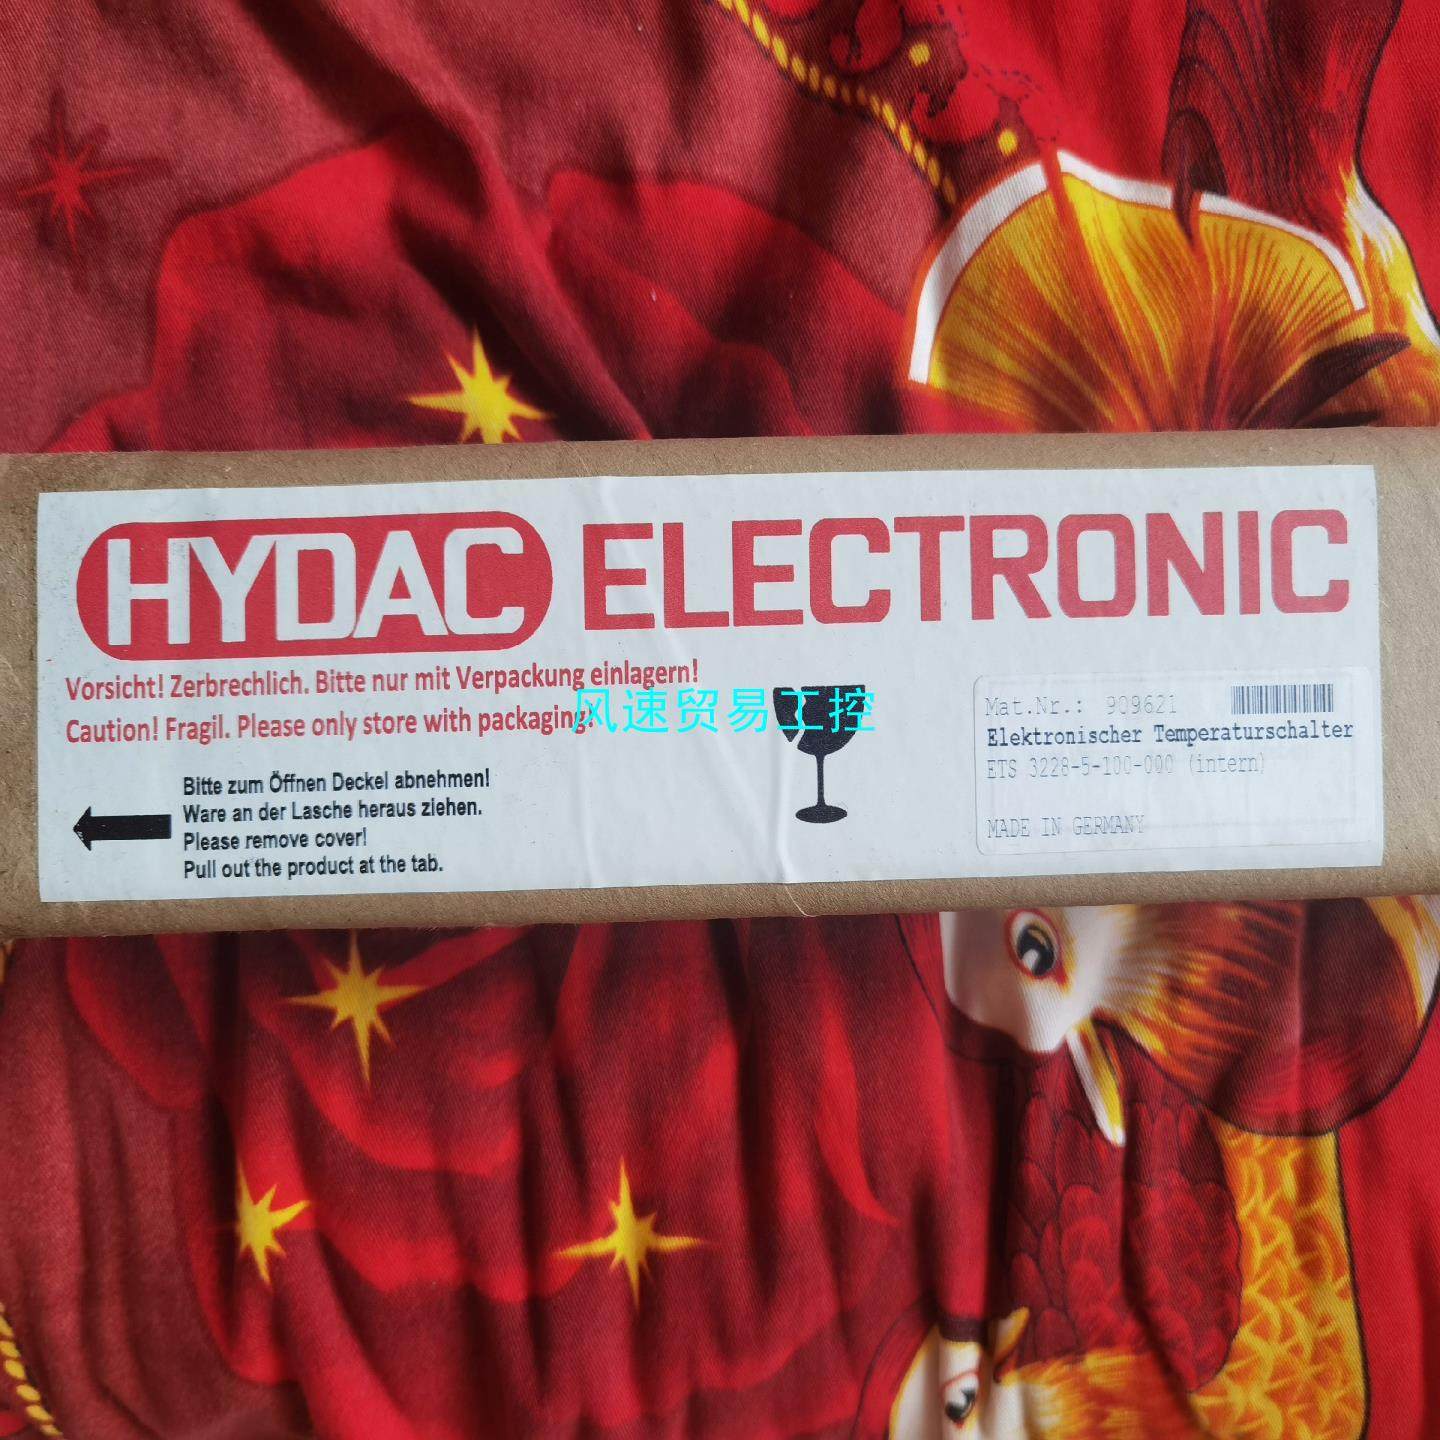 HYDAC ELECTRONIC
Vorsicht! Zerbrechlich. Bitte nur mit Verpackung einlagern!
Caution! Fragil. Please only store with packaging!
风速贸易工控
Bitte zum Öffnen Deckel abnehmen!
Ware an der Lasche heraus ziehen.
Please remove cover!
Pull out the product at the tab.
Mat.Nr.: 909621
Elektronischer Temperaturschalter
ETS 3228-5-100-000 (intern)
MADE IN GERMANY